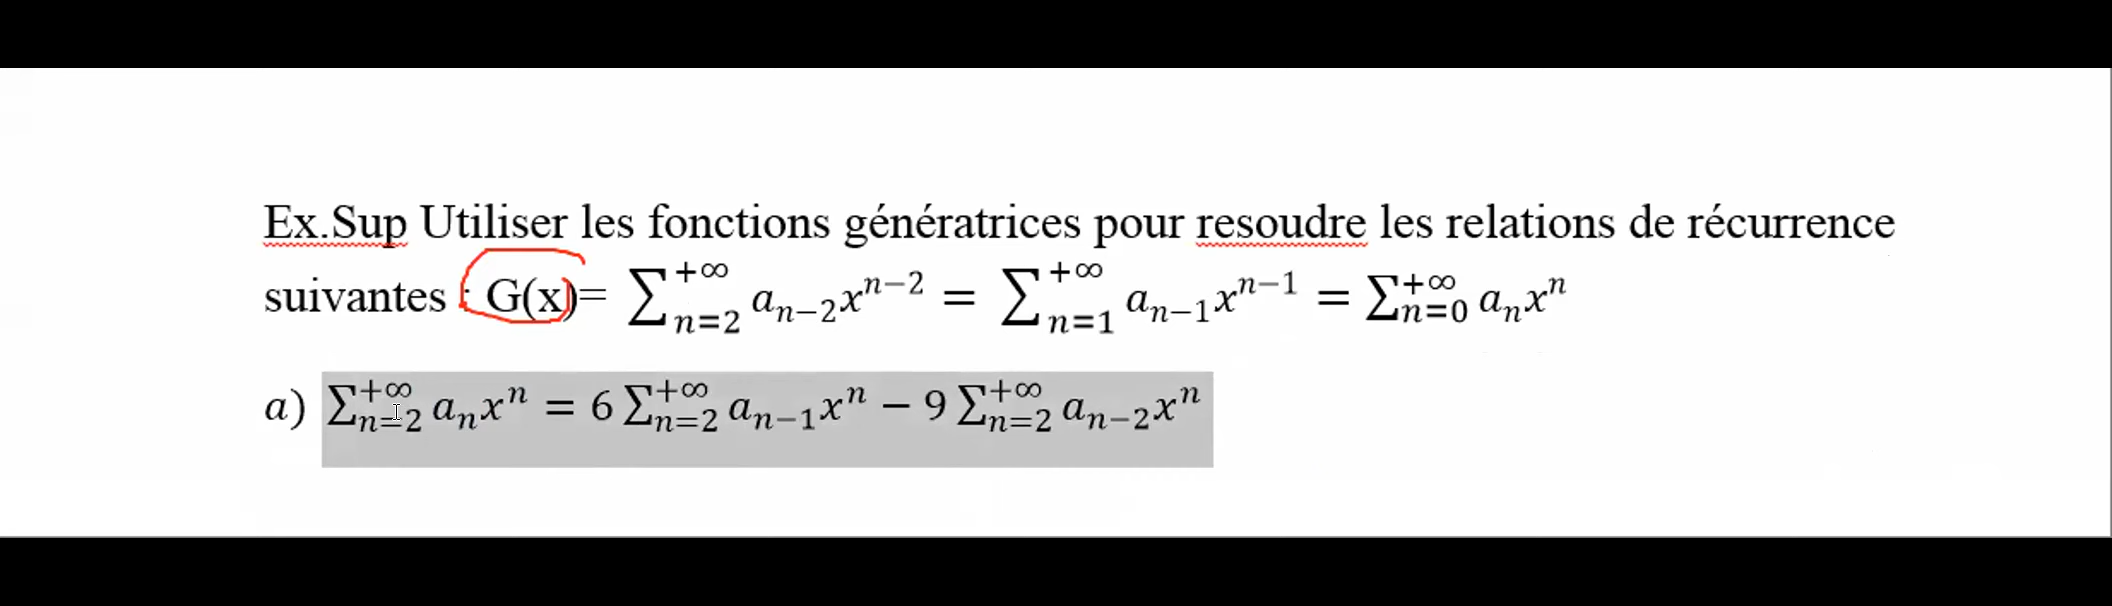 Ex.Sup Utiliser les fonctions génératrices pour resoudre les relations de récurrence
suivantes : G(x)= ∑_{n=2}^{+∞} a_{n−2}x^{n−2} = ∑_{n=1}^{+∞} a_{n−1}x^{n−1} = ∑_{n=0}^{+∞} a_n x^n
a) ∑_{n=2}^{+∞} a_n x^n = 6 ∑_{n=2}^{+∞} a_{n−1}x^n − 9 ∑_{n=2}^{+∞} a_{n−2}x^n